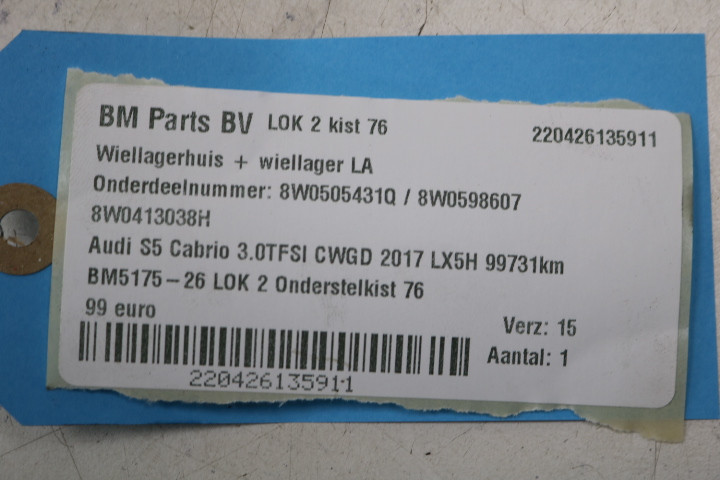 BM Parts BV LOK 2 kist 76
220426135911
Wiellagerhuis + wiellager LA
Onderdeelnummer: 8W0505431Q / 8W0598607
8W0413038H
Audi S5 Cabrio 3.0TFSI CWGD 2017 LX5H 99731km
BM5175-26 LOK 2 Onderstelkist 76
99 euro
Verz: 15
Aantal: 1
220426135911